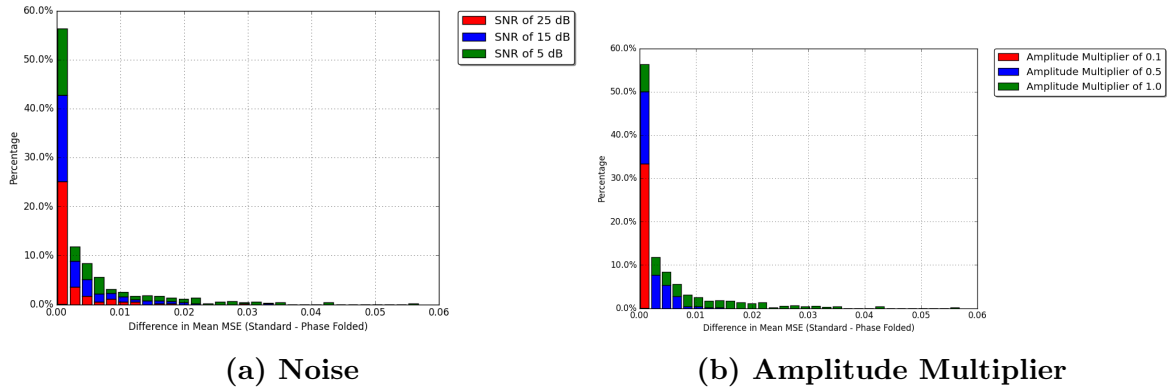 60.0%
50.0%
40.0%
30.0%
20.0%
10.0%
0.0%
Percentage
0.00 0.01 0.02 0.03 0.04 0.05 0.06
Difference in Mean MSE (Standard - Phase Folded)
SNR of 25 dB
SNR of 15 dB
SNR of 5 dB
(a) Noise
60.0%
50.0%
40.0%
30.0%
20.0%
10.0%
0.0%
Percentage
0.00 0.01 0.02 0.03 0.04 0.05 0.06
Difference in Mean MSE (Standard - Phase Folded)
Amplitude Multiplier of 0.1
Amplitude Multiplier of 0.5
Amplitude Multiplier of 1.0
(b) Amplitude Multiplier